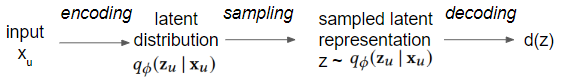 encoding
sampling
decoding
input
x_u
latent
distribution
q_ϕ(z_u | x_u)
sampled latent
representation
z ~ q_ϕ(z_u | x_u)
d(z)